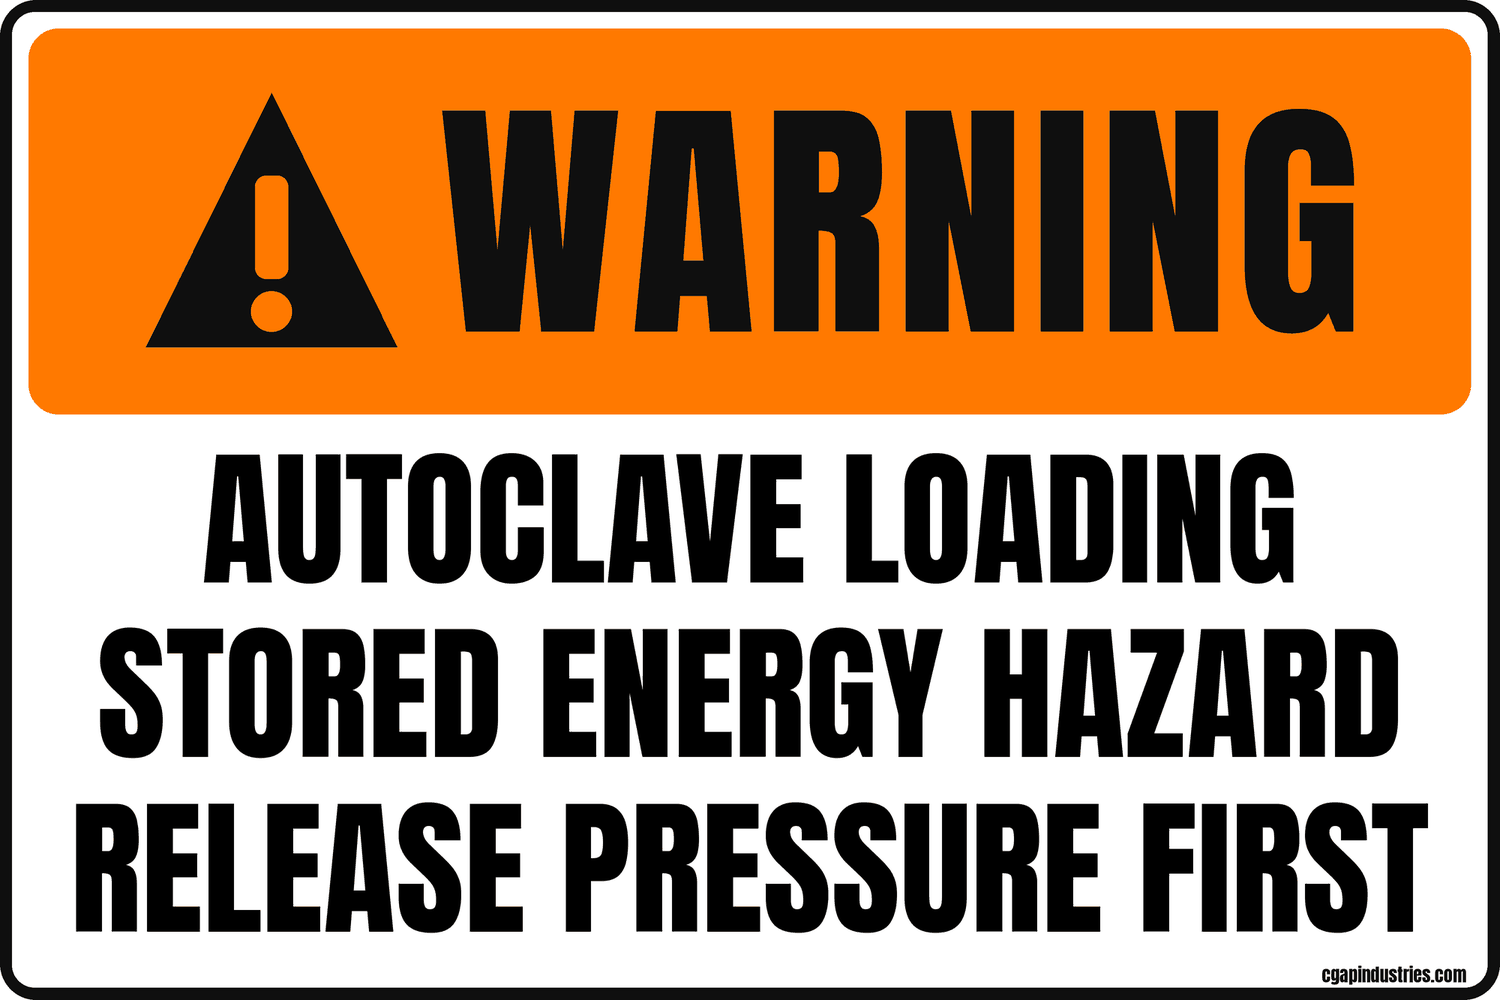 WARNING
AUTOCLAVE LOADING
STORED ENERGY HAZARD
RELEASE PRESSURE FIRST
cgapindustries.com